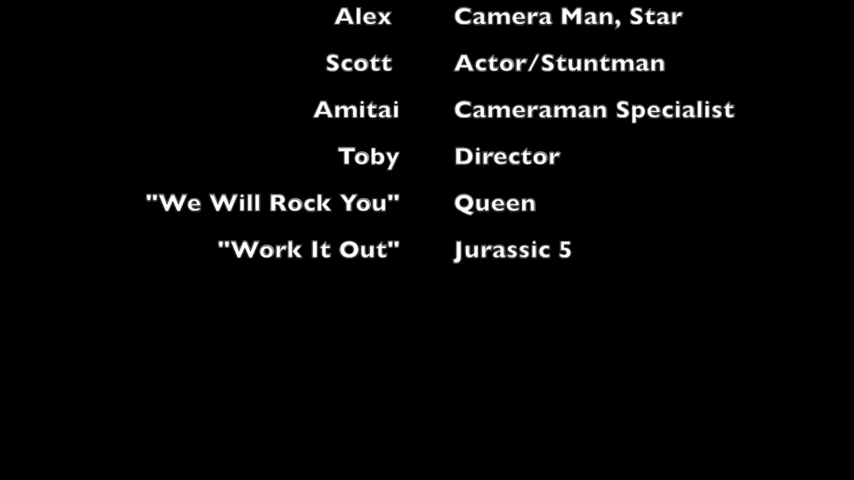 Alex Camera Man, Star
Scott Actor/Stuntman
Amitai Cameraman Specialist
Toby Director
"We Will Rock You" Queen
"Work It Out" Jurassic 5